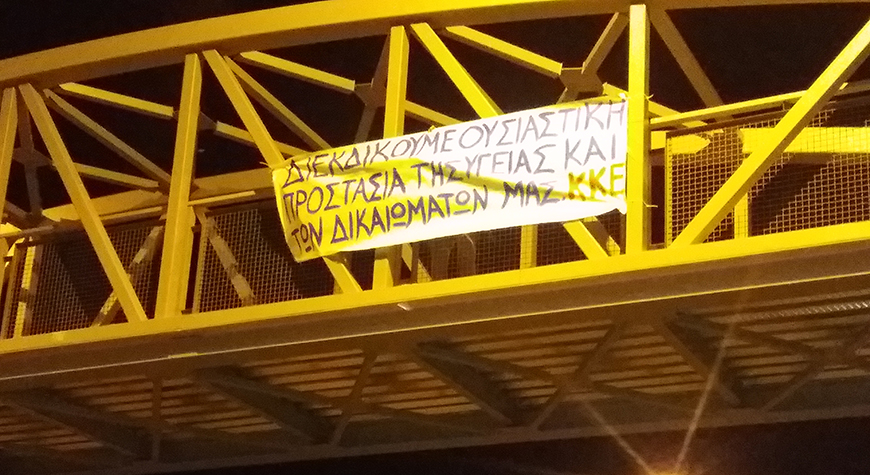 ΔΙΕΚΔΙΚΟΥΜΕ ΟΥΣΙΑΣΤΙΚΗ
ΠΡΟΣΤΑΣΙΑ ΤΗΣ ΥΓΕΙΑΣ ΚΑΙ
ΤΩΝ ΔΙΚΑΙΩΜΑΤΩΝ ΜΑΣ. ΚΚΕ